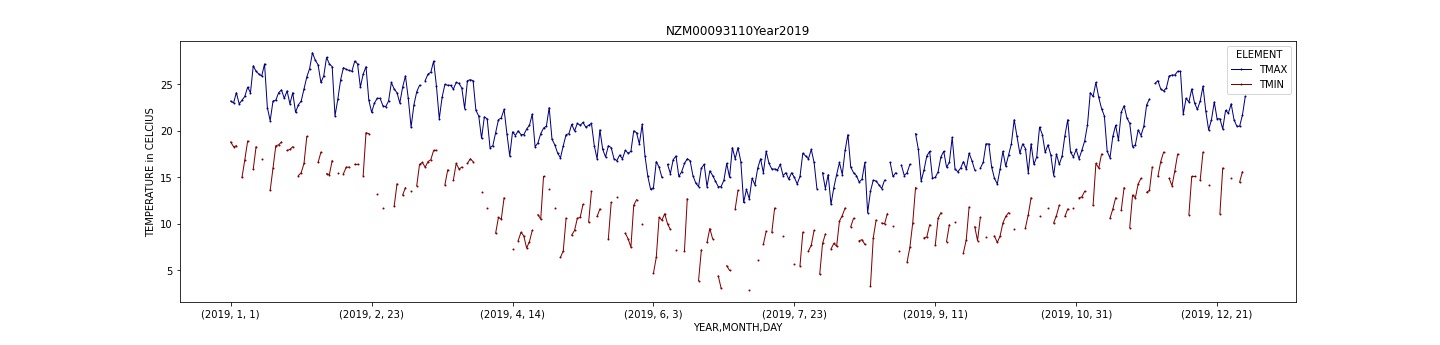 NZM00093110Year2019
ELEMENT
TMAX
TMIN
TEMPERATURE in CELCIUS
25
20
15
10
5
(2019, 1, 1) (2019, 2, 23) (2019, 4, 14) (2019, 6, 3) (2019, 7, 23) (2019, 9, 11) (2019, 10, 31) (2019, 12, 21)
YEAR,MONTH,DAY